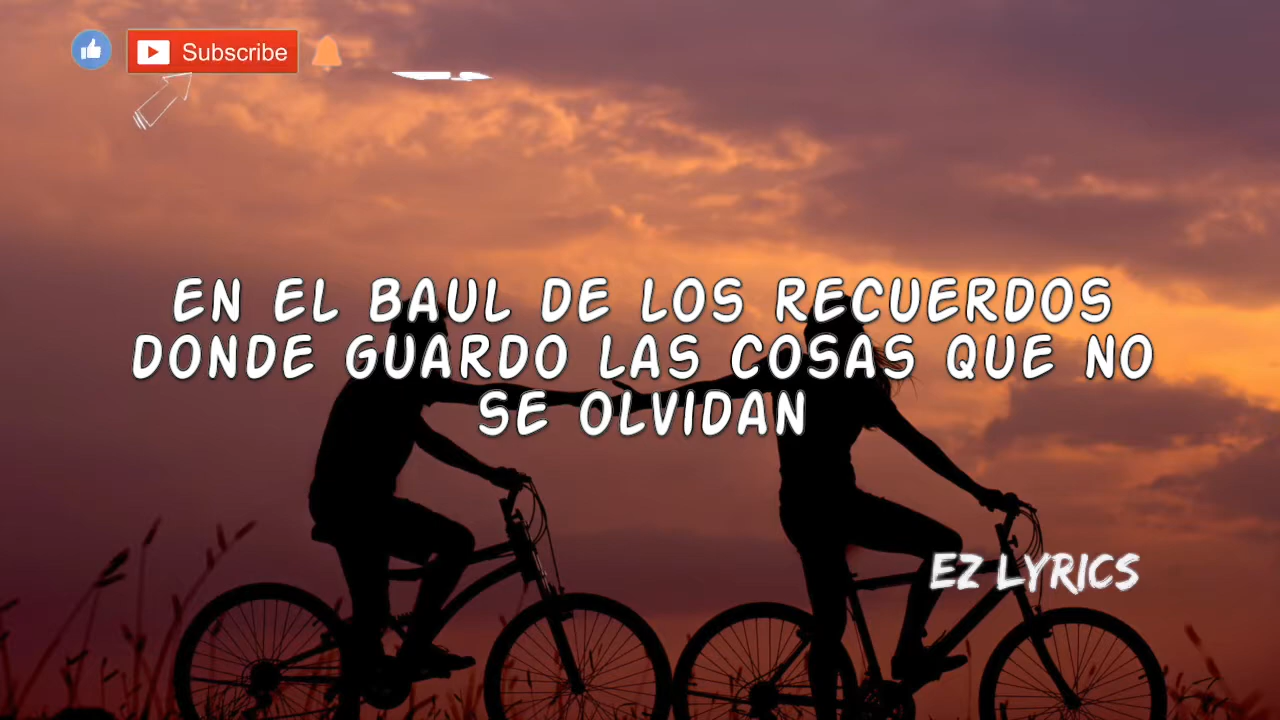 Subscribe
EN EL BAUL DE LOS RECUERDOS
DONDE GUARDO LAS COSAS QUE NO
SE OLVIDAN
EZ LYRICS